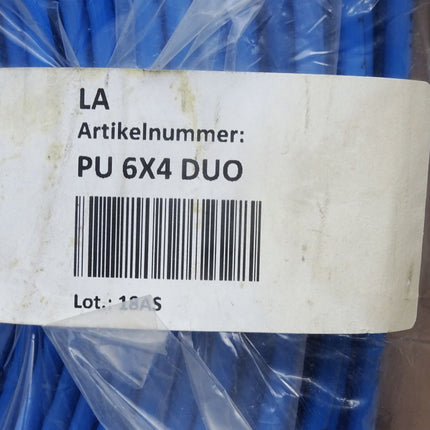 LA
Artikelnummer:
PU 6X4 DUO
Lot.: 18AS